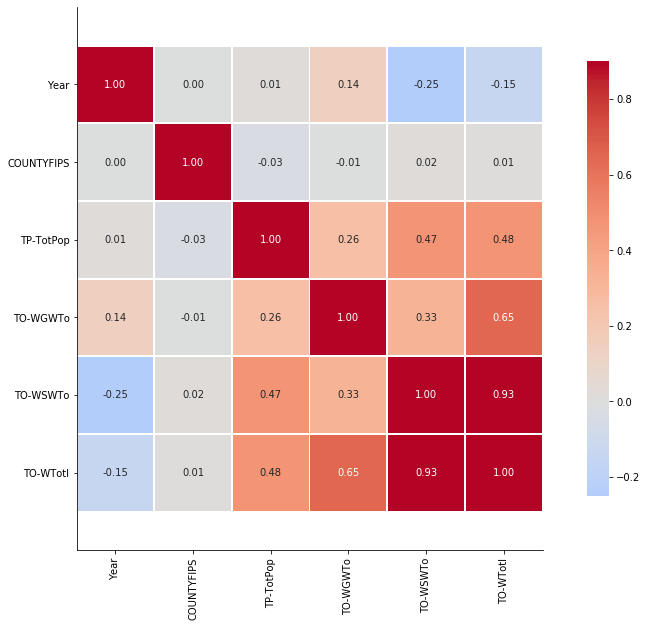 Year 1.00 0.00 0.01 0.14 -0.25 -0.15
COUNTYFIPS 0.00 1.00 -0.03 -0.01 0.02 0.01
TP-TotPop 0.01 -0.03 1.00 0.26 0.47 0.48
TO-WGWTo 0.14 -0.01 0.26 1.00 0.33 0.65
TO-WSWTo -0.25 0.02 0.47 0.33 1.00 0.93
TO-WTotl -0.15 0.01 0.48 0.65 0.93 1.00
Year
COUNTYFIPS
TP-TotPop
TO-WGWTo
TO-WSWTo
TO-WTotl
0.8
0.6
0.4
0.2
0.0
−0.2